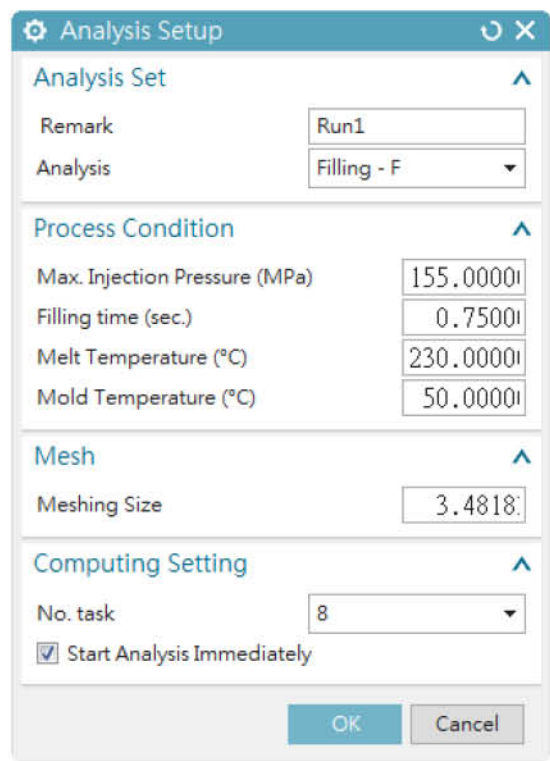 Analysis Setup
Analysis Set
Remark Run1
Analysis Filling - F
Process Condition
Max. Injection Pressure (MPa) 155.0000
Filling time (sec.) 0.7500
Melt Temperature (°C) 230.0000
Mold Temperature (°C) 50.0000
Mesh
Meshing Size 3.4818
Computing Setting
No. task 8
Start Analysis Immediately
OK Cancel